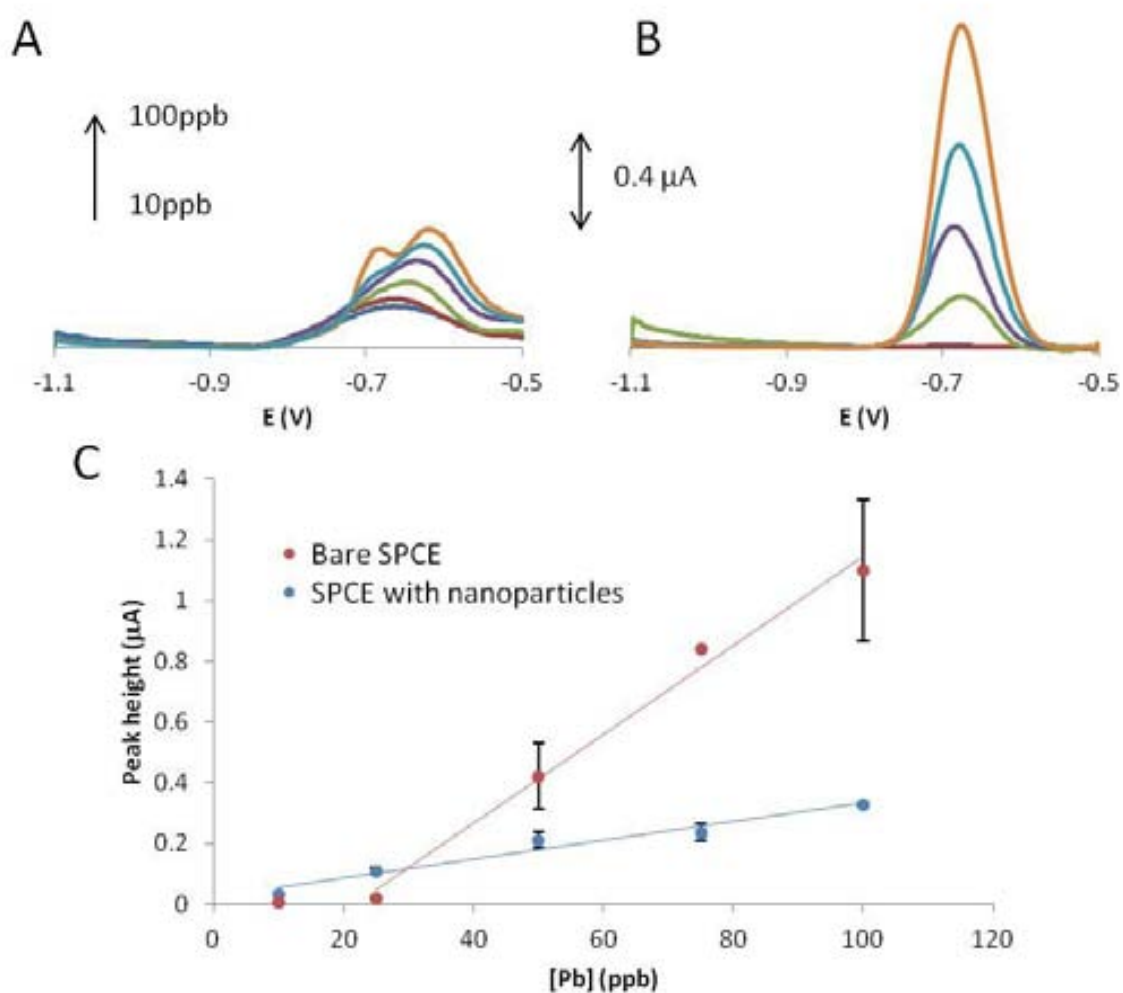 A
B
100ppb
10ppb
0.4 µA
-1.1 -0.9 -0.7 -0.5
E (V)
-1.1 -0.9 -0.7 -0.5
E (V)
C
1.4
1.2
1
0.8
0.6
0.4
0.2
0
Peak height (µA)
Bare SPCE
SPCE with nanoparticles
0 20 40 60 80 100 120
[Pb] (ppb)